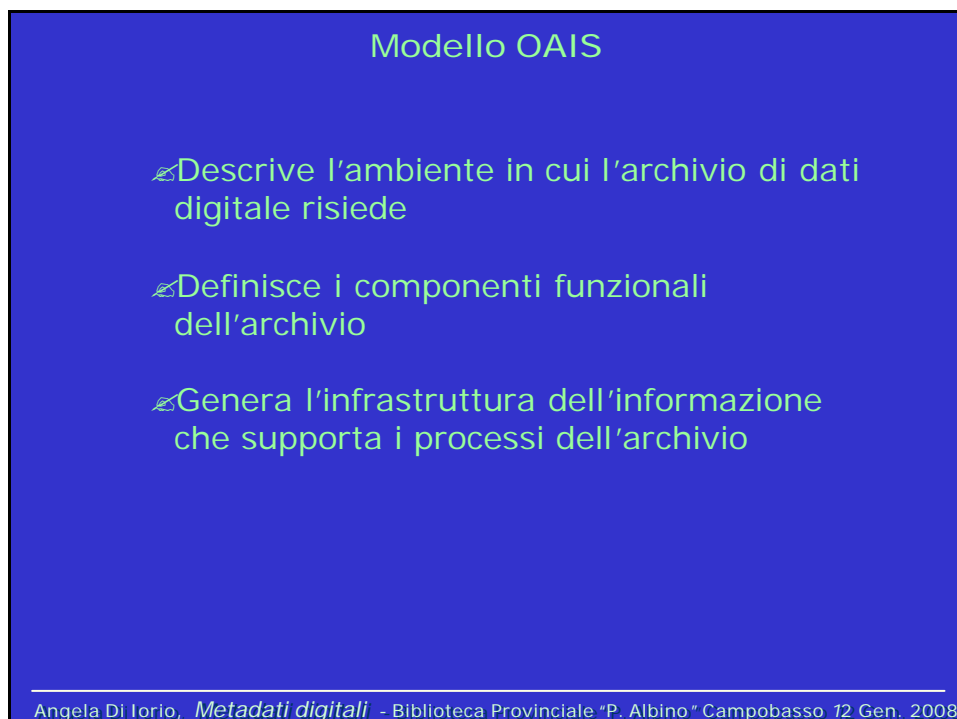 Modello OAIS
Descrive l'ambiente in cui l'archivio di dati
digitale risiede
Definisce i componenti funzionali
dell'archivio
Genera l'infrastruttura dell'informazione
che supporta i processi dell'archivio
Angela Di Iorio, Metadati digitali - Biblioteca Provinciale “P. Albino” Campobasso 12 Gen. 2008